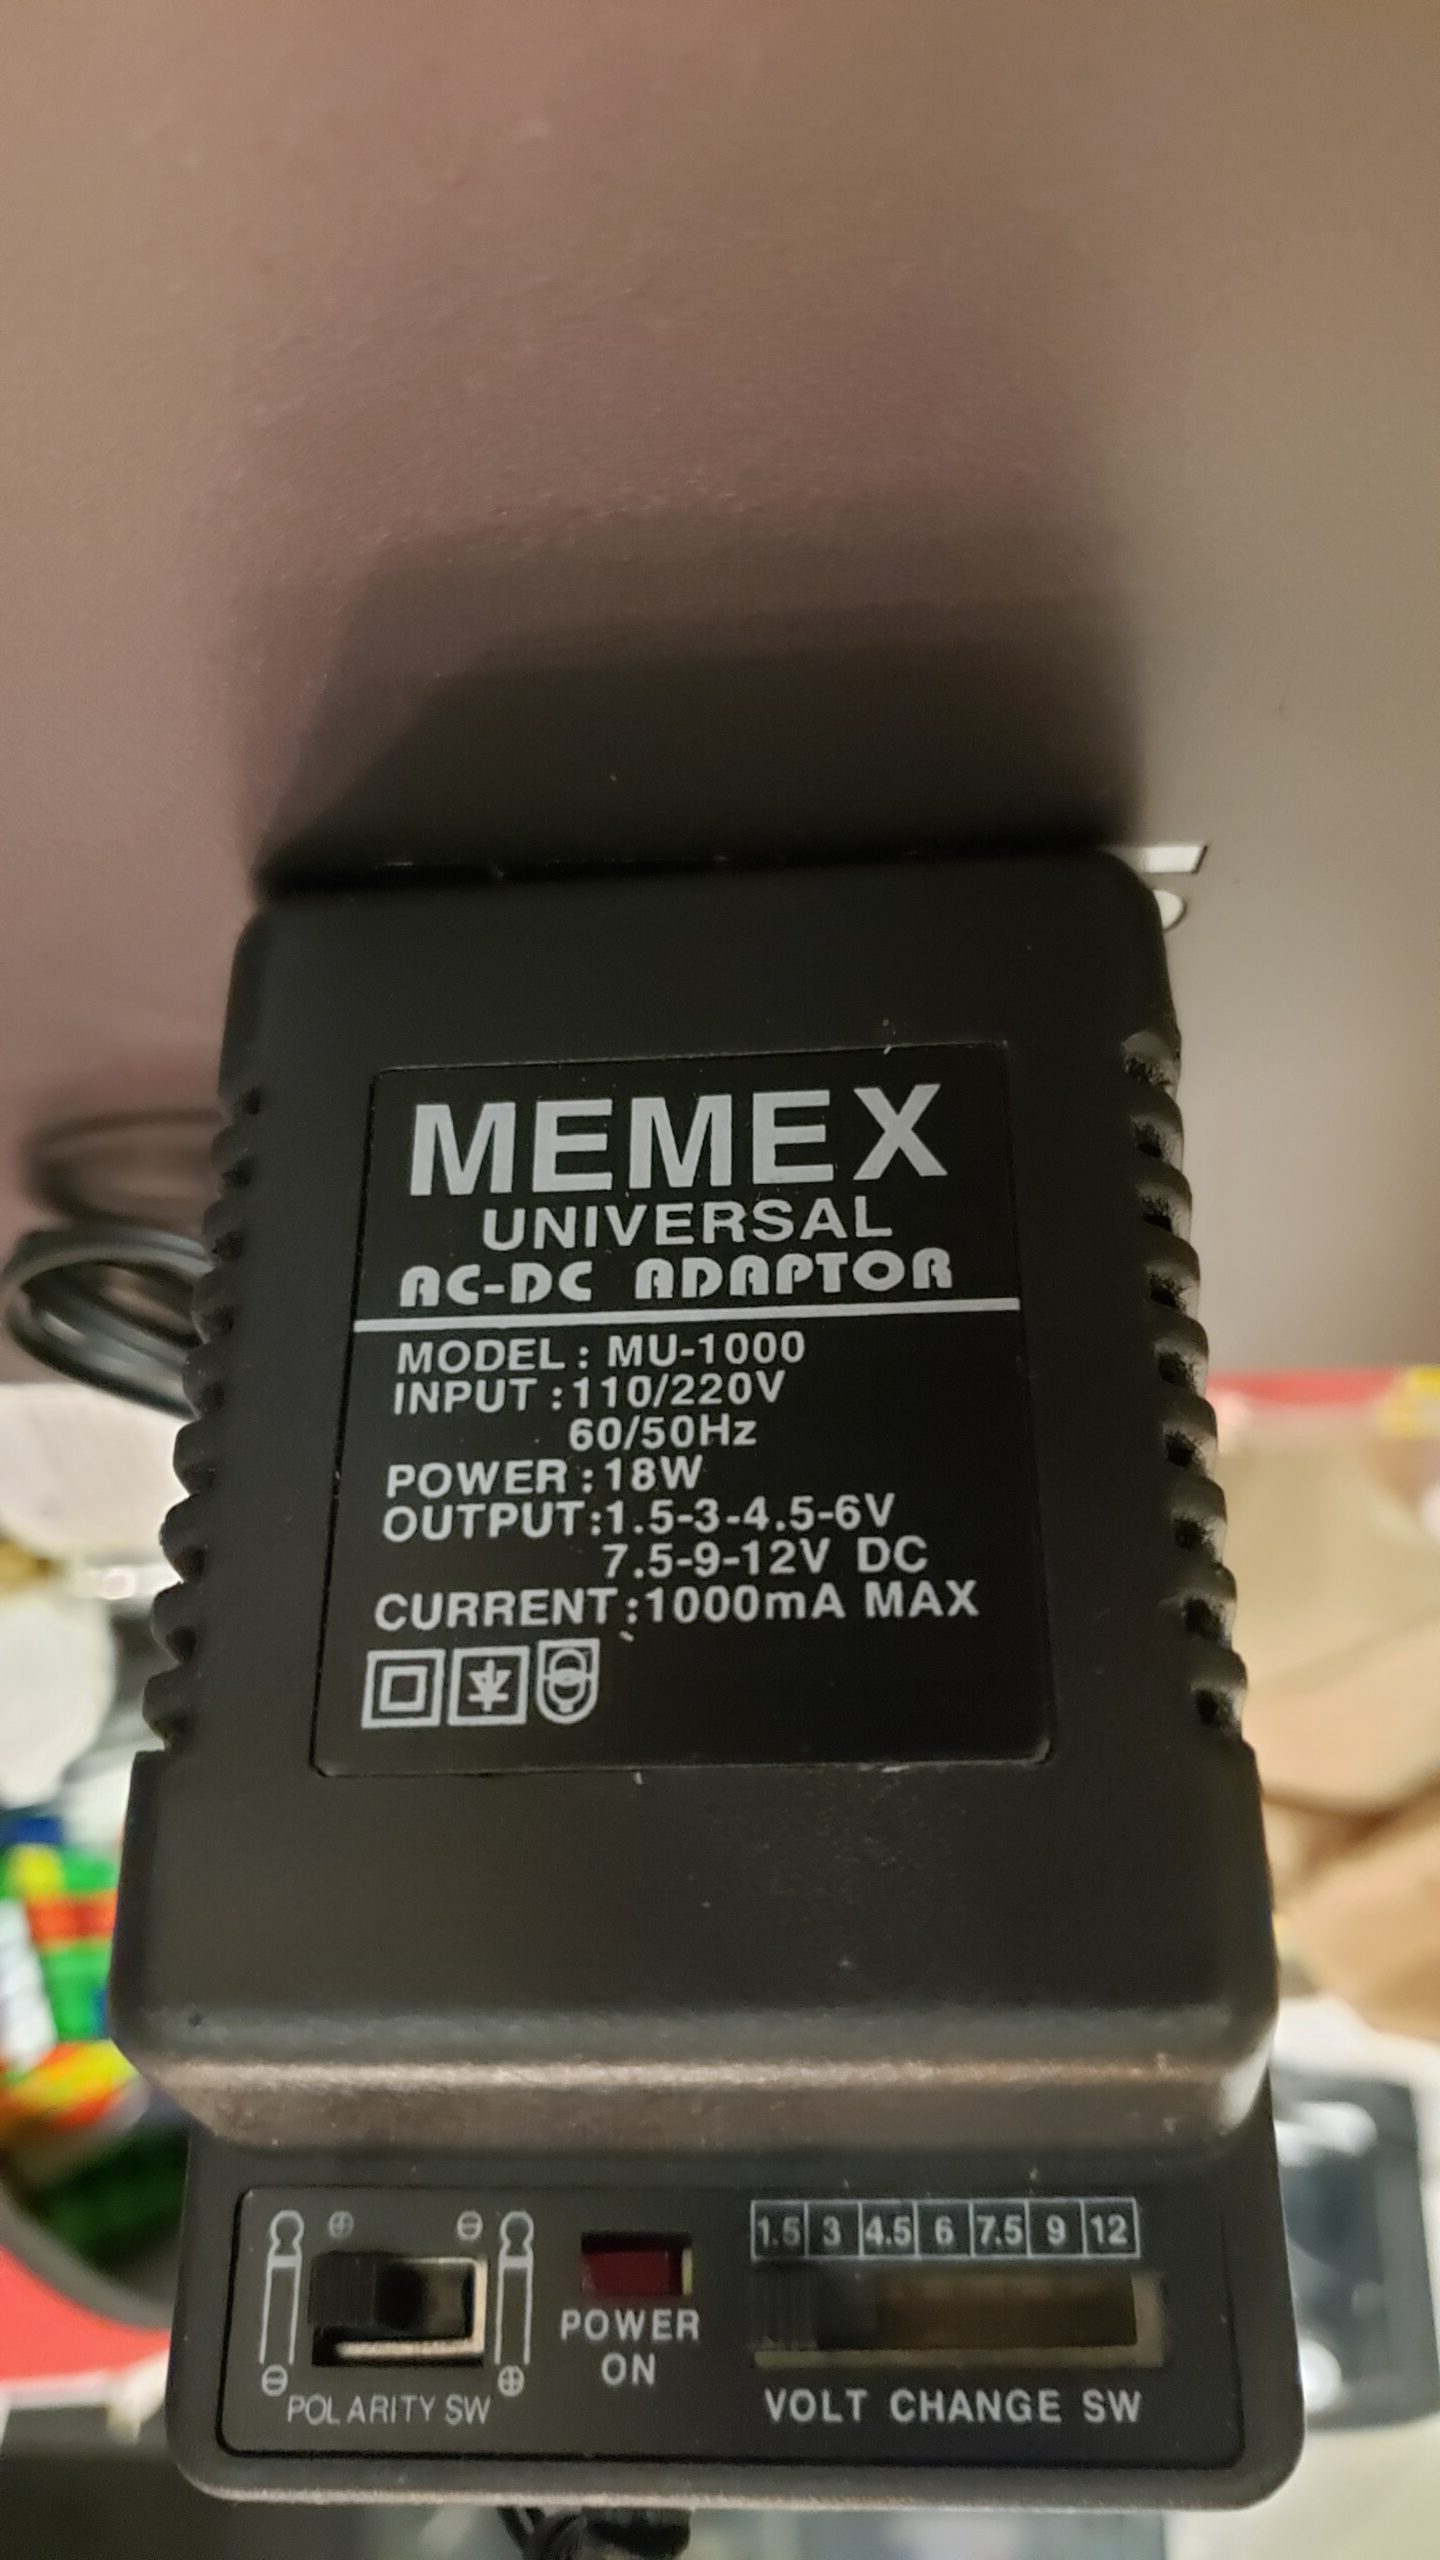 MEMEX
UNIVERSAL
AC-DC ADAPTOR
MODEL : MU-1000
INPUT : 110/220V
60/50Hz
POWER : 18W
OUTPUT:1.5-3-4.5-6V
7.5-9-12V DC
CURRENT:1000mA MAX
1.5 3 4.5 6 7.5 9 12
POWER
ON
POLARITY SW
VOLT CHANGE SW